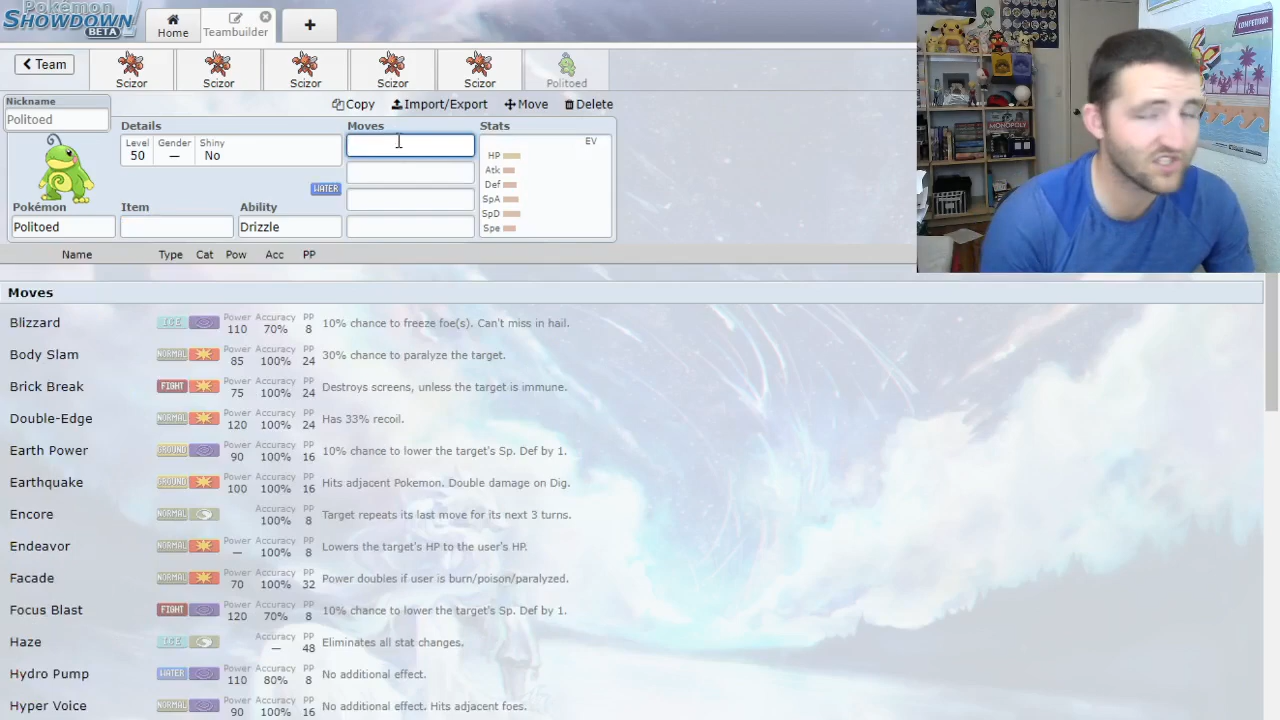 Pokémon
SHOWDOWN
BETA
Home
Teambuilder
+
Team
Scizor
Scizor
Scizor
Scizor
Scizor
Politoed
Nickname
Politoed
Copy
Import/Export
Move
Delete
Details
Moves
Stats
Level
Gender
Shiny
EV
50
—
No
HP
Atk
Def
WATER
SpA
SpD
Spe
Pokémon
Item
Ability
Politoed
Drizzle
Name Type Cat Pow Acc PP
Moves
Blizzard ICE Power 110 Accuracy 70% PP 8 10% chance to freeze foe(s). Can't miss in hail.
Body Slam NORMAL Power 85 Accuracy 100% PP 24 30% chance to paralyze the target.
Brick Break FIGHT Power 75 Accuracy 100% PP 24 Destroys screens, unless the target is immune.
Double-Edge NORMAL Power 120 Accuracy 100% PP 24 Has 33% recoil.
Earth Power GROUND Power 90 Accuracy 100% PP 16 10% chance to lower the target's Sp. Def by 1.
Earthquake GROUND Power 100 Accuracy 100% PP 16 Hits adjacent Pokemon. Double damage on Dig.
Encore NORMAL Accuracy 100% PP 8 Target repeats its last move for its next 3 turns.
Endeavor NORMAL Power — Accuracy 100% PP 8 Lowers the target's HP to the user's HP.
Facade NORMAL Power 70 Accuracy 100% PP 32 Power doubles if user is burn/poison/paralyzed.
Focus Blast FIGHT Power 120 Accuracy 70% PP 8 10% chance to lower the target's Sp. Def by 1.
Haze ICE Accuracy — PP 48 Eliminates all stat changes.
Hydro Pump WATER Power 110 Accuracy 80% PP 8 No additional effect.
Hyper Voice NORMAL Power 90 Accuracy 100% PP 16 No additional effect. Hits adjacent foes.
COMPETITOR
MONOPOLY